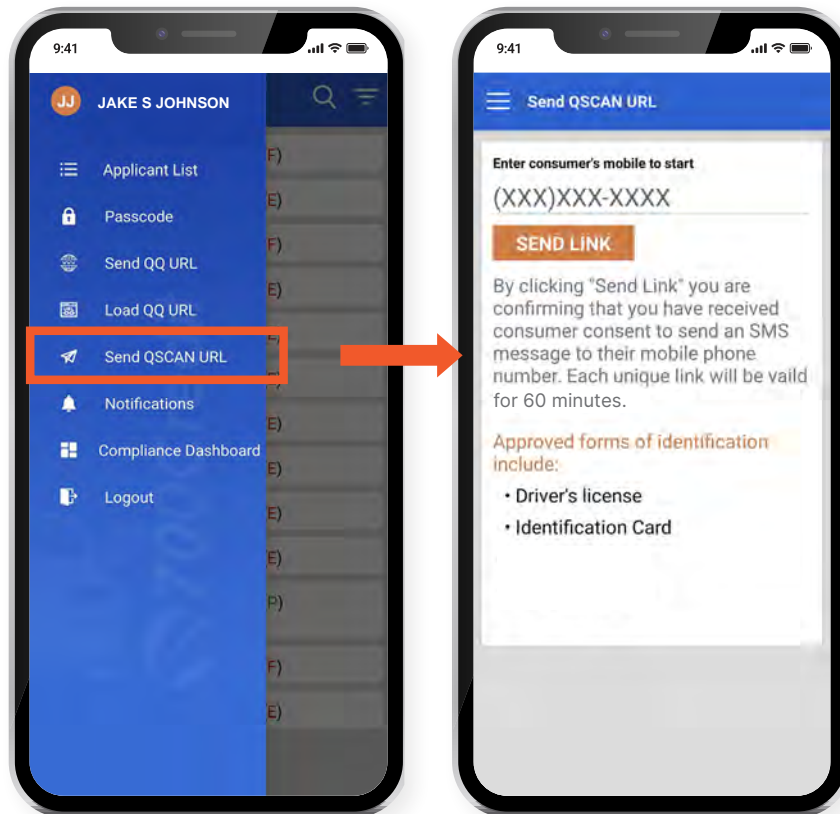 9:41
JJ JAKE S JOHNSON
Applicant List
Passcode
Send QQ URL
Load QQ URL
Send QSCAN URL
Notifications
Compliance Dashboard
Logout
F)
E)
F)
E)
E)
E)
E)
E)
E)
P)
F)
E)
9:41
Send QSCAN URL
Enter consumer's mobile to start
(XXX)XXX-XXXX
SEND LINK
By clicking "Send Link" you are
confirming that you have received
consumer consent to send an SMS
message to their mobile phone
number. Each unique link will be vaild
for 60 minutes.
Approved forms of identification
include:
• Driver's license
• Identification Card